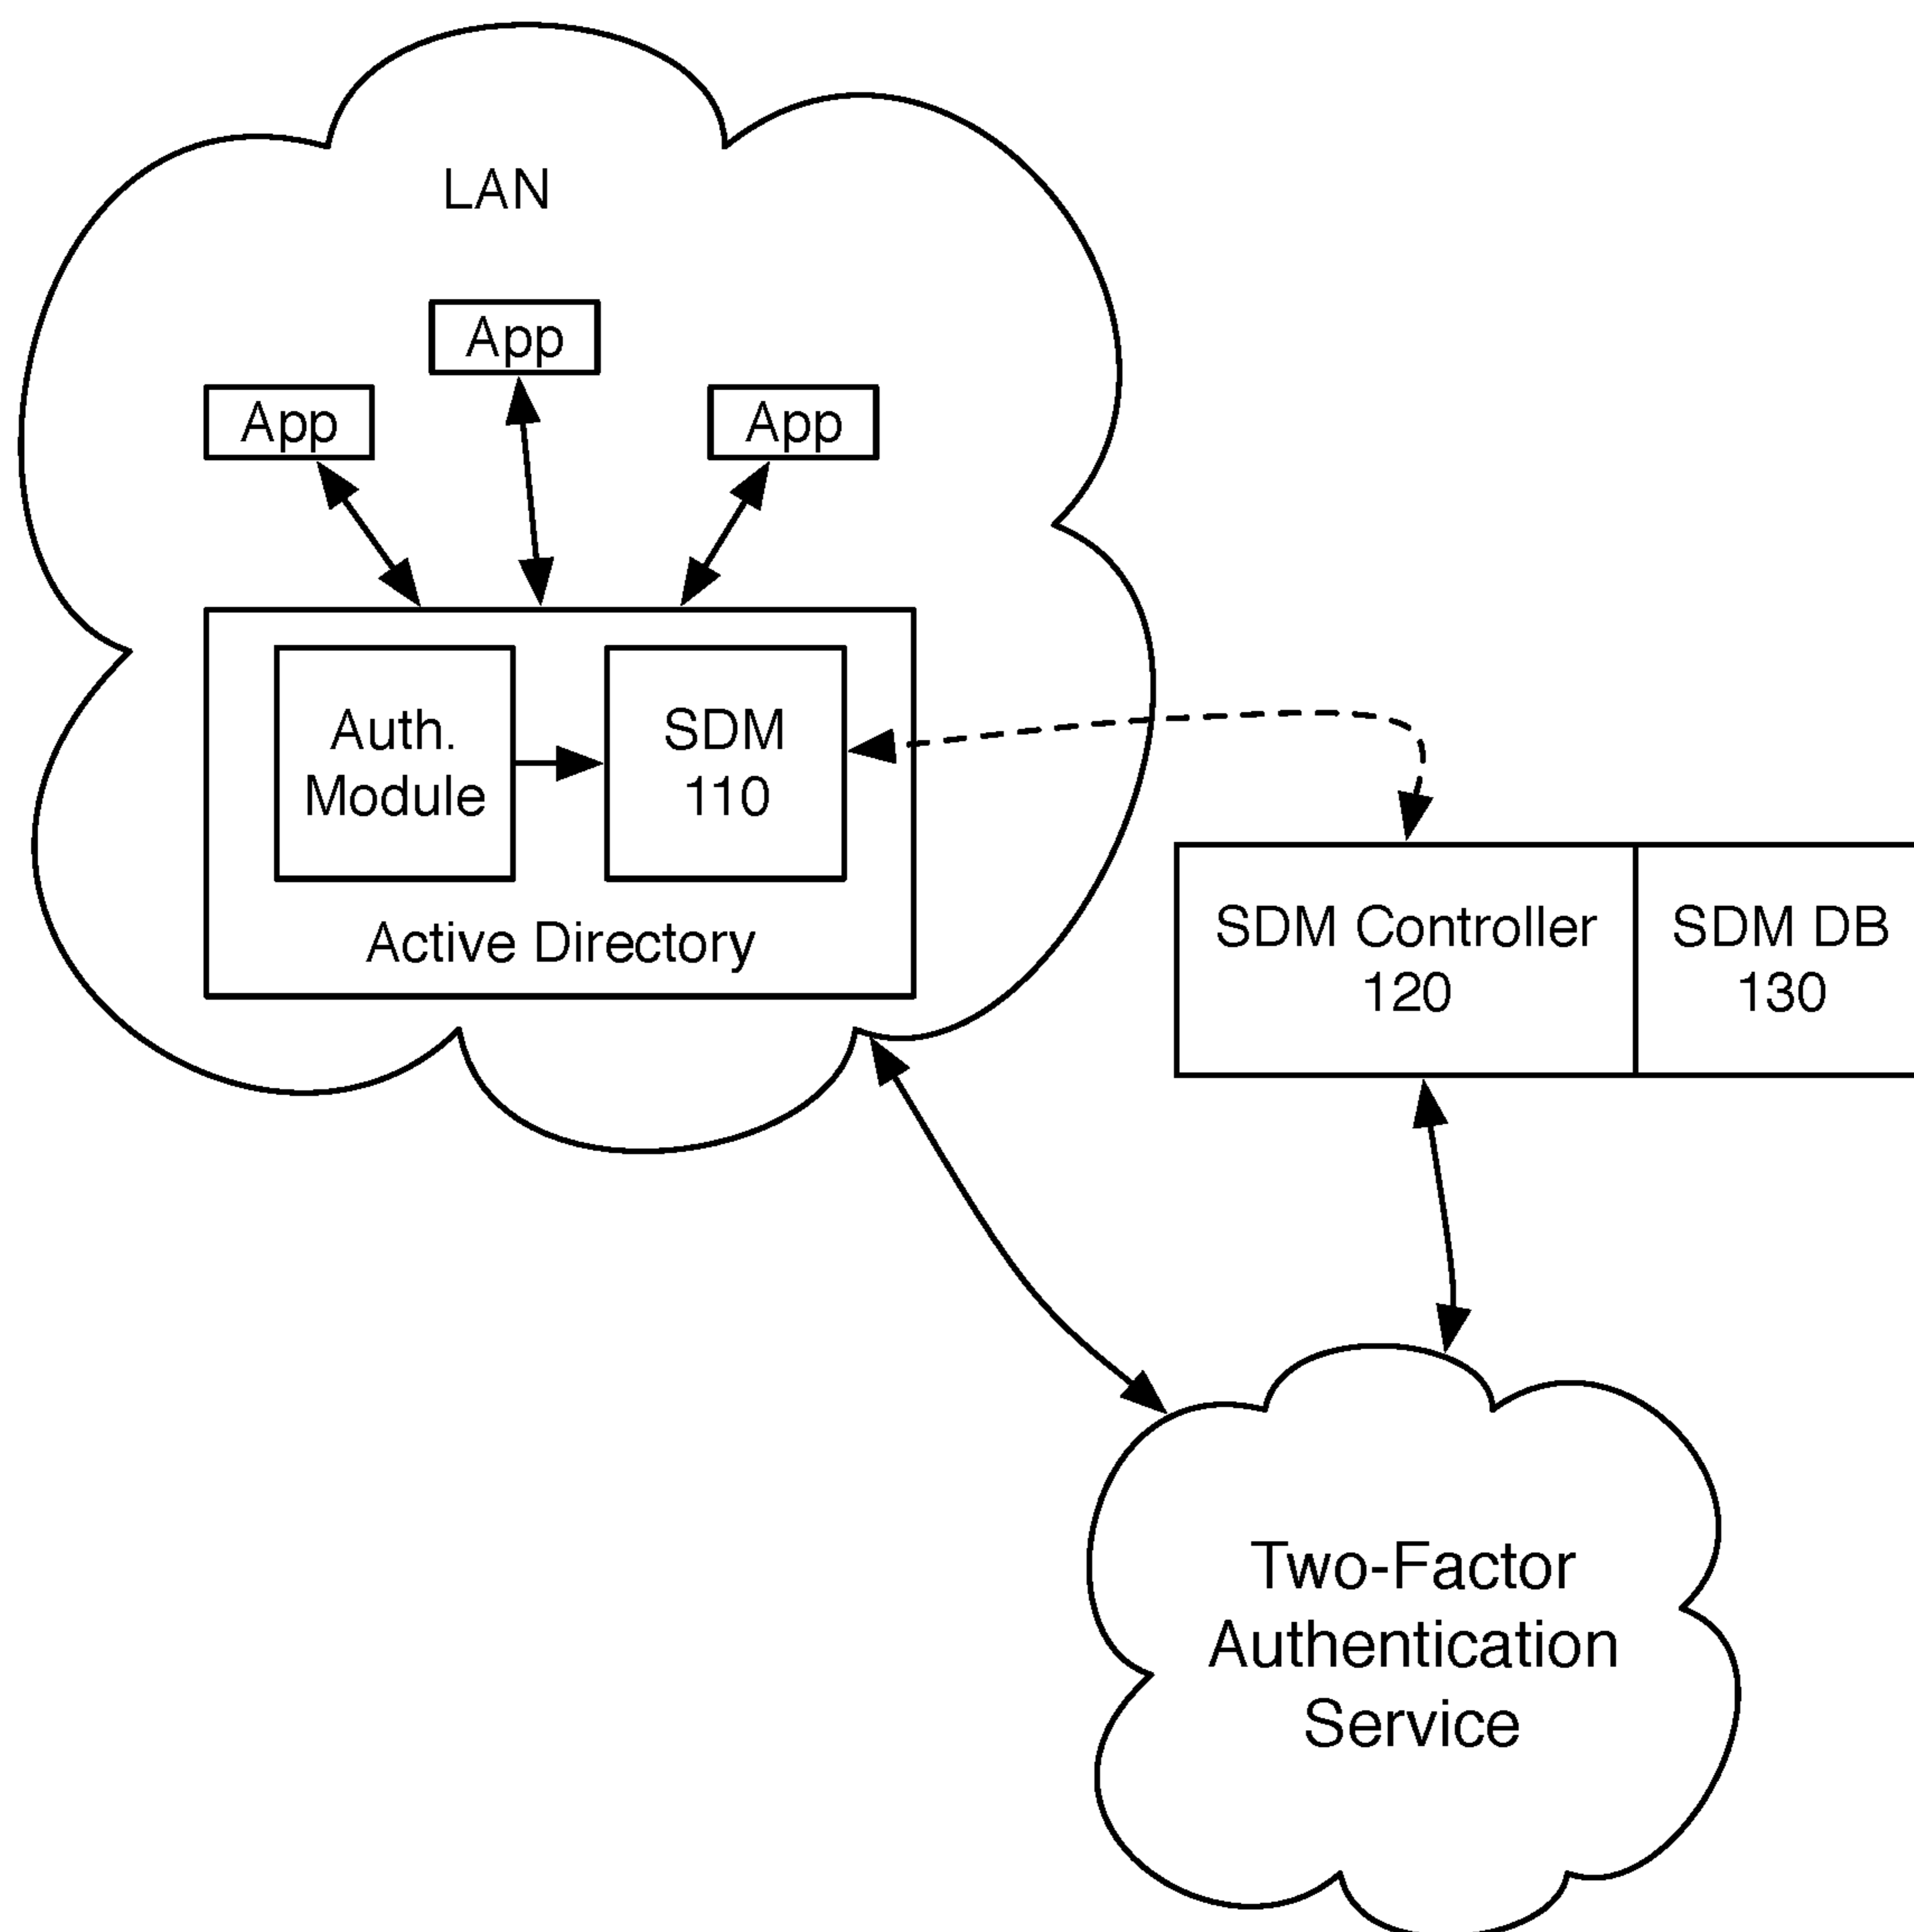 LAN
App
App
App
Auth.
Module
SDM
110
Active Directory
SDM Controller
120
SDM DB
130
Two-Factor
Authentication
Service